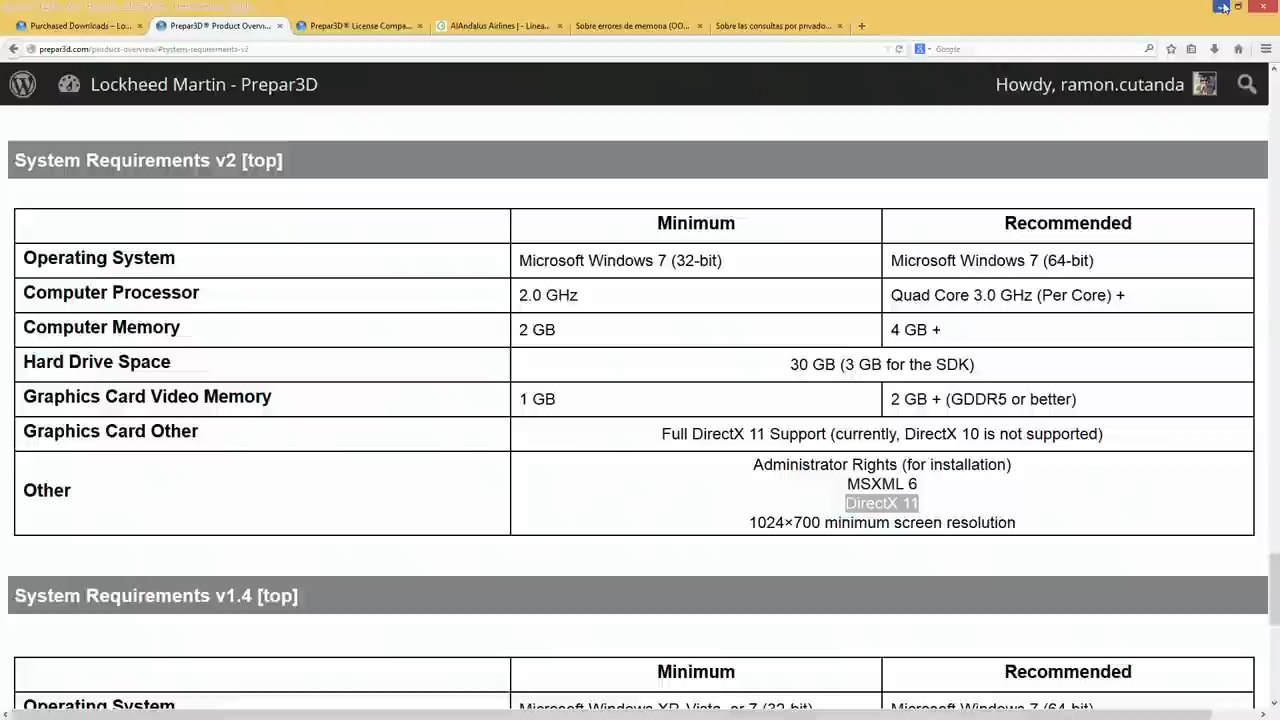 Purchased Downloads – Lo...
Prepar3D® Product Overvi...
Prepar3D® License Compa...
AlAndalus Airlines [- Línea...
Sobre errores de memoria (OO...
Sobre las consultas por privado...
prepar3d.com/product-overview/#system-requirements-v2
Google
Lockheed Martin - Prepar3D
Howdy, ramon.cutanda
System Requirements v2 [top]
Minimum Recommended
Operating System Microsoft Windows 7 (32-bit) Microsoft Windows 7 (64-bit)
Computer Processor 2.0 GHz Quad Core 3.0 GHz (Per Core) +
Computer Memory 2 GB 4 GB +
Hard Drive Space 30 GB (3 GB for the SDK)
Graphics Card Video Memory 1 GB 2 GB + (GDDR5 or better)
Graphics Card Other Full DirectX 11 Support (currently, DirectX 10 is not supported)
Administrator Rights (for installation)
MSXML 6
Other
DirectX 11
1024×700 minimum screen resolution
System Requirements v1.4 [top]
Minimum Recommended
Operating System Microsoft Windows XP, Vista, or 7 (32-bit) Microsoft Windows 7 (64-bit)